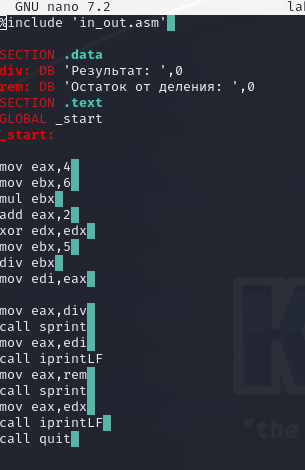 GNU nano 7.2 la
%include 'in_out.asm'
SECTION .data
div: DB 'Результат: ',0
rem: DB 'Остаток от деления: ',0
SECTION .text
GLOBAL _start
_start:
mov eax,4
mov ebx,6
mul ebx
add eax,2
xor edx,edx
mov ebx,5
div ebx
mov edi,eax
mov eax,div
call sprint
mov eax,edi
call iprintLF
mov eax,rem
call sprint
mov eax,edx
call iprintLF
call quit
"the